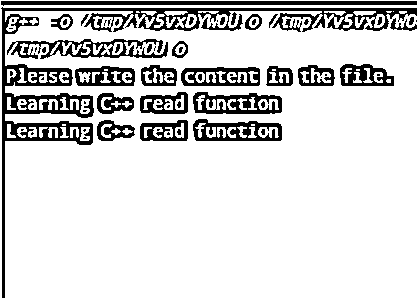 g++ -o /tmp/Yv5vxDYWOU.o /tmp/Yv5vxDYWO
/tmp/Yv5vxDYWOU.o
Please write the content in the file.
Learning C++ read function
Learning C++ read function